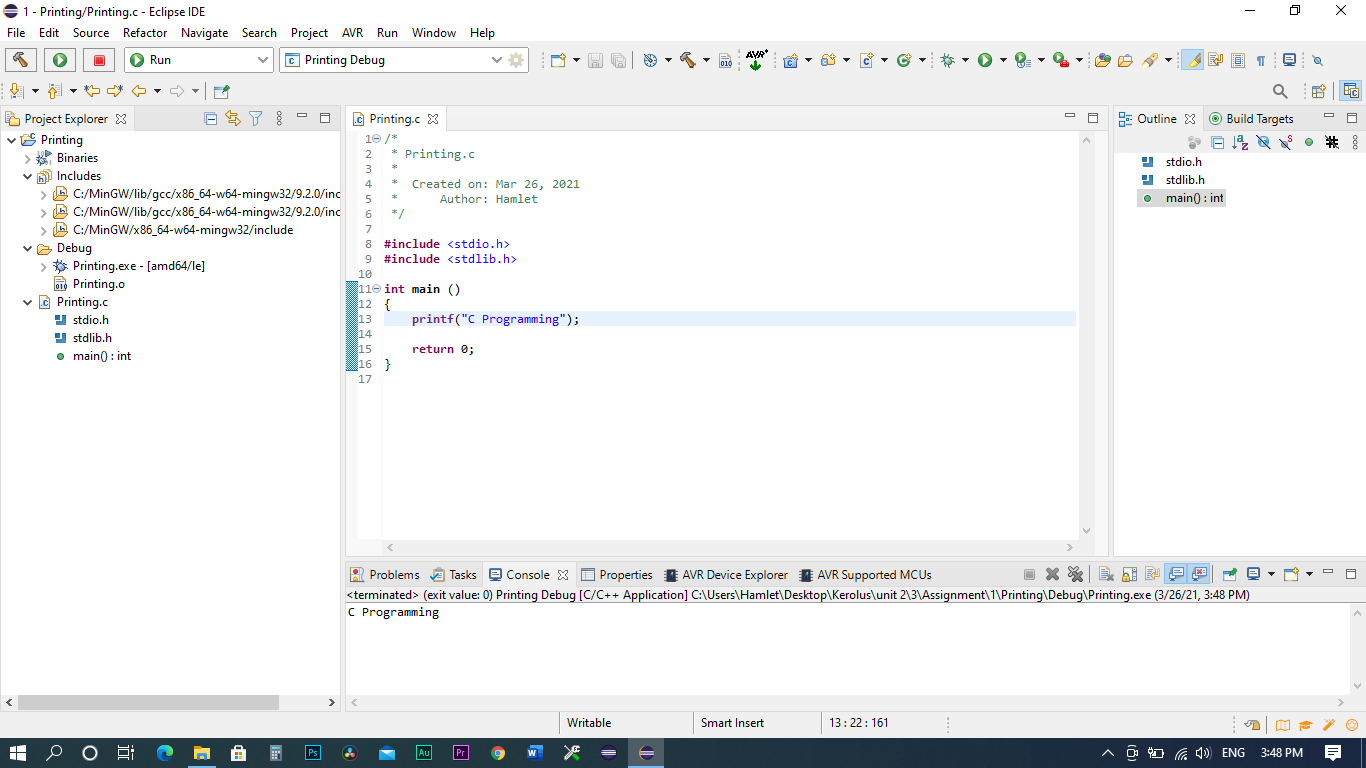 1 - Printing/Printing.c - Eclipse IDE
File Edit Source Refactor Navigate Search Project AVR Run Window Help
Run
Printing Debug
AVR
Project Explorer
Printing
Binaries
Includes
C:/MinGW/lib/gcc/x86_64-w64-mingw32/9.2.0/inc
C:/MinGW/lib/gcc/x86_64-w64-mingw32/9.2.0/inc
C:/MinGW/x86_64-w64-mingw32/include
Debug
Printing.exe - [amd64/le]
Printing.o
Printing.c
stdio.h
stdlib.h
main() : int
Printing.c
1 /*
2  * Printing.c
3  *
4  *  Created on: Mar 26, 2021
5  *      Author: Hamlet
6  */
7
8 #include <stdio.h>
9 #include <stdlib.h>
10
11 int main ()
12 {
13     printf("C Programming");
14
15     return 0;
16 }
17
Outline Build Targets
stdio.h
stdlib.h
main() : int
Problems Tasks Console Properties AVR Device Explorer AVR Supported MCUs
<terminated> (exit value: 0) Printing Debug [C/C++ Application] C:\Users\Hamlet\Desktop\Kerolus\unit 2\3\Assignment\1\Printing\Debug\Printing.exe (3/26/21, 3:48 PM)
C Programming
Writable Smart Insert 13 : 22 : 161
Ps Au Pr W ENG 3:48 PM